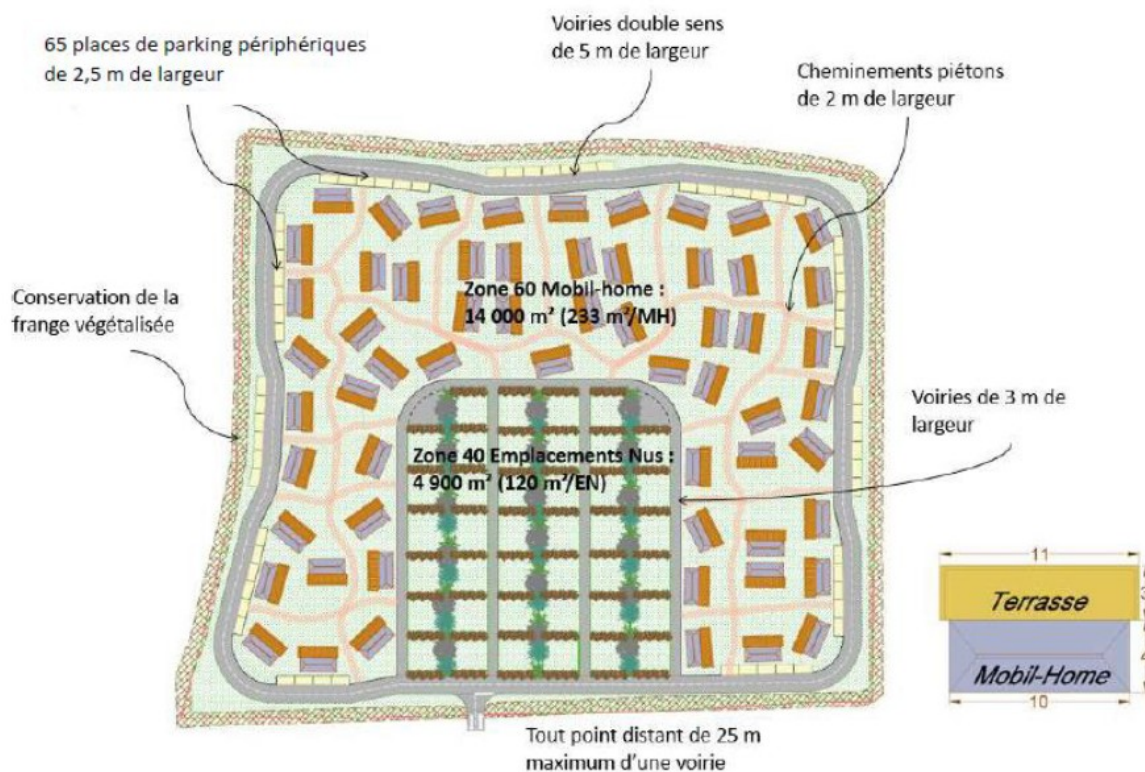 65 places de parking périphériques
de 2,5 m de largeur
Voiries double sens
de 5 m de largeur
Cheminements piétons
de 2 m de largeur
Conservation de la
frange végétalisée
Zone 60 Mobil-home :
14 000 m² (233 m²/MH)
Voiries de 3 m de
largeur
Zone 40 Emplacements Nus :
4 900 m² (120 m²/EN)
11
Terrasse
Mobil-Home
10
Tout point distant de 25 m
maximum d'une voirie